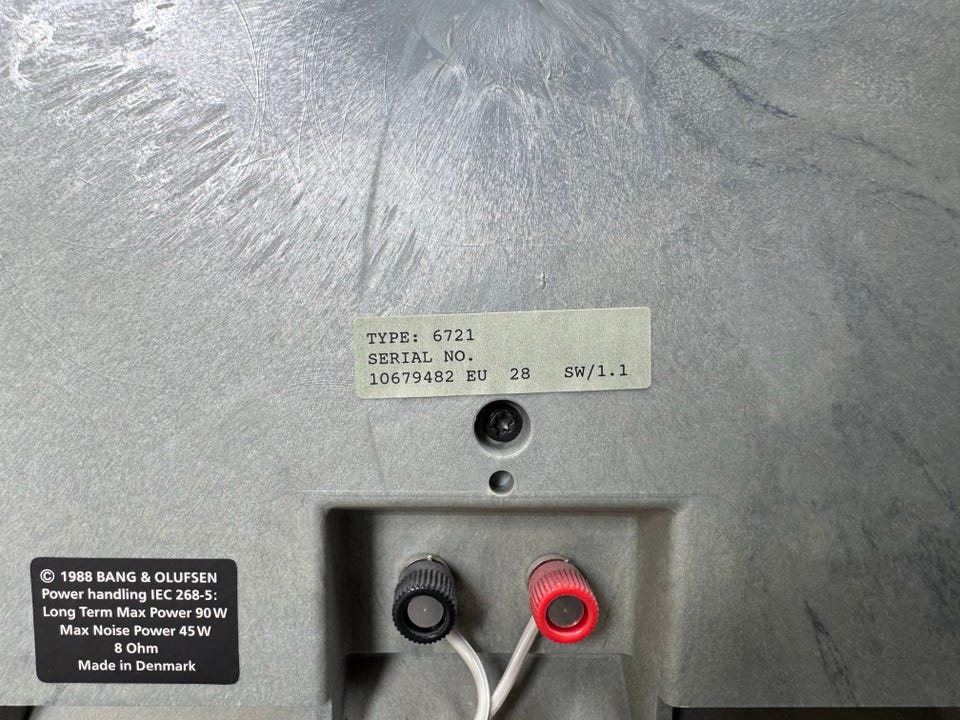 TYPE: 6721
SERIAL NO.
10679482 EU 28 SW/1.1
© 1988 BANG & OLUFSEN
Power handling IEC 268-5:
Long Term Max Power 90 W
Max Noise Power 45 W
8 Ohm
Made in Denmark